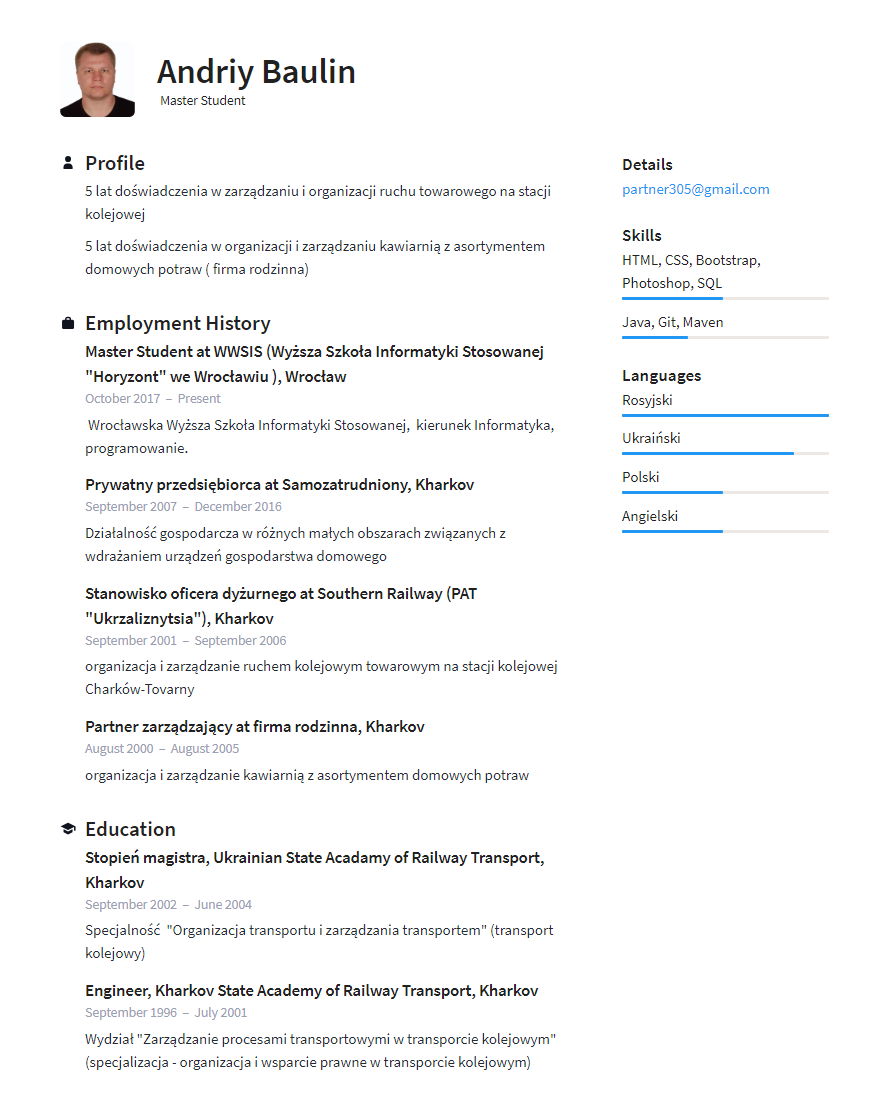 Andriy Baulin
Master Student
Profile
5 lat doświadczenia w zarządzaniu i organizacji ruchu towarowego na stacji
kolejowej
5 lat doświadczenia w organizacji i zarządzaniu kawiarnią z asortymentem
domowych potraw ( firma rodzinna)
Employment History
Master Student at WWSIS (Wyższa Szkoła Informatyki Stosowanej
"Horyzont" we Wrocławiu ), Wrocław
October 2017 – Present
Wrocławska Wyższa Szkoła Informatyki Stosowanej, kierunek Informatyka,
programowanie.
Prywatny przedsiębiorca at Samozatrudniony, Kharkov
September 2007 – December 2016
Działalność gospodarcza w różnych małych obszarach związanych z
wdrażaniem urządzeń gospodarstwa domowego
Stanowisko oficera dyżurnego at Southern Railway (PAT
"Ukrzaliznytsia"), Kharkov
September 2001 – September 2006
organizacja i zarządzanie ruchem kolejowym towarowym na stacji kolejowej
Charków-Tovarny
Partner zarządzający at firma rodzinna, Kharkov
August 2000 – August 2005
organizacja i zarządzanie kawiarnią z asortymentem domowych potraw
Education
Stopień magistra, Ukrainian State Acadamy of Railway Transport,
Kharkov
September 2002 – June 2004
Specjalność "Organizacja transportu i zarządzania transportem" (transport
kolejowy)
Engineer, Kharkov State Academy of Railway Transport, Kharkov
September 1996 – July 2001
Wydział "Zarządzanie procesami transportowymi w transporcie kolejowym"
(specjalizacja - organizacja i wsparcie prawne w transporcie kolejowym)
Details
partner305@gmail.com
Skills
HTML, CSS, Bootstrap,
Photoshop, SQL
Java, Git, Maven
Languages
Rosyjski
Ukraiński
Polski
Angielski